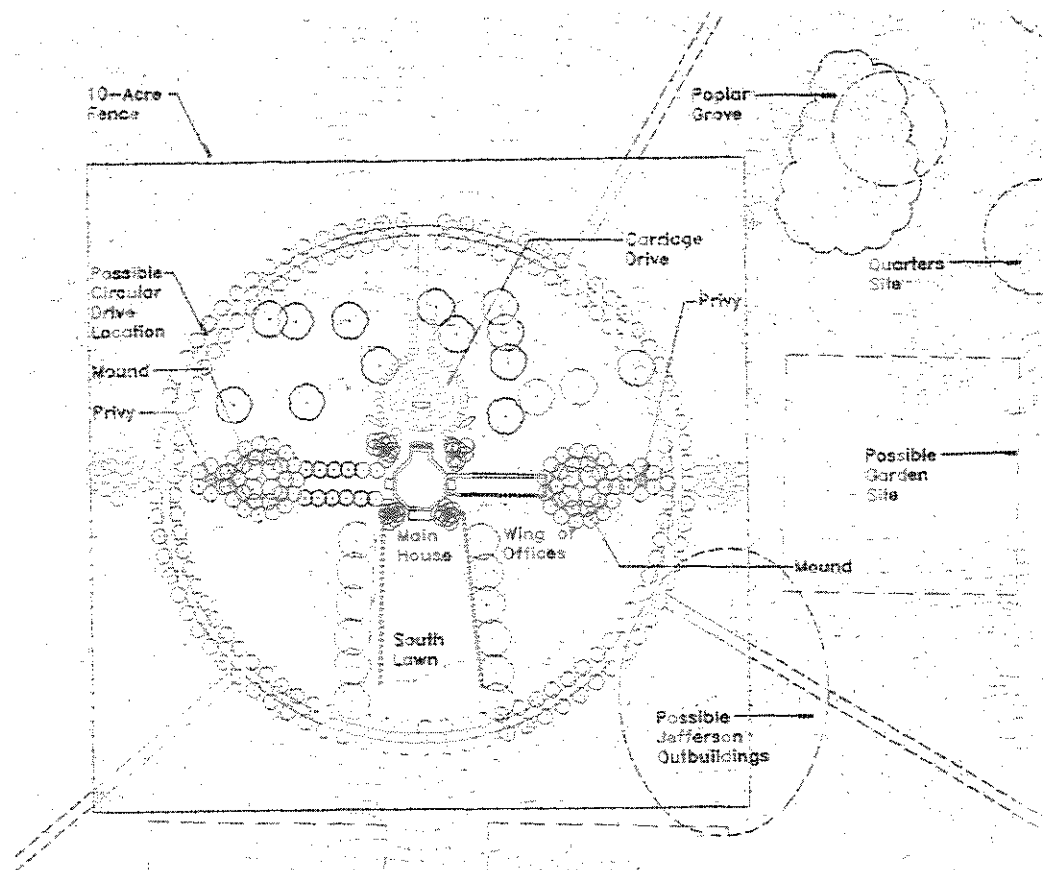 10-Acre
Fence
Poplar
Grove
Carriage
Drive
Quarters
Site
Possible
Circular
Drive
Location
Privy
Mound
Privy
Possible
Garden
Site
Main
House
Wing of
Offices
Mound
South
Lawn
Possible
Jefferson
Outbuildings